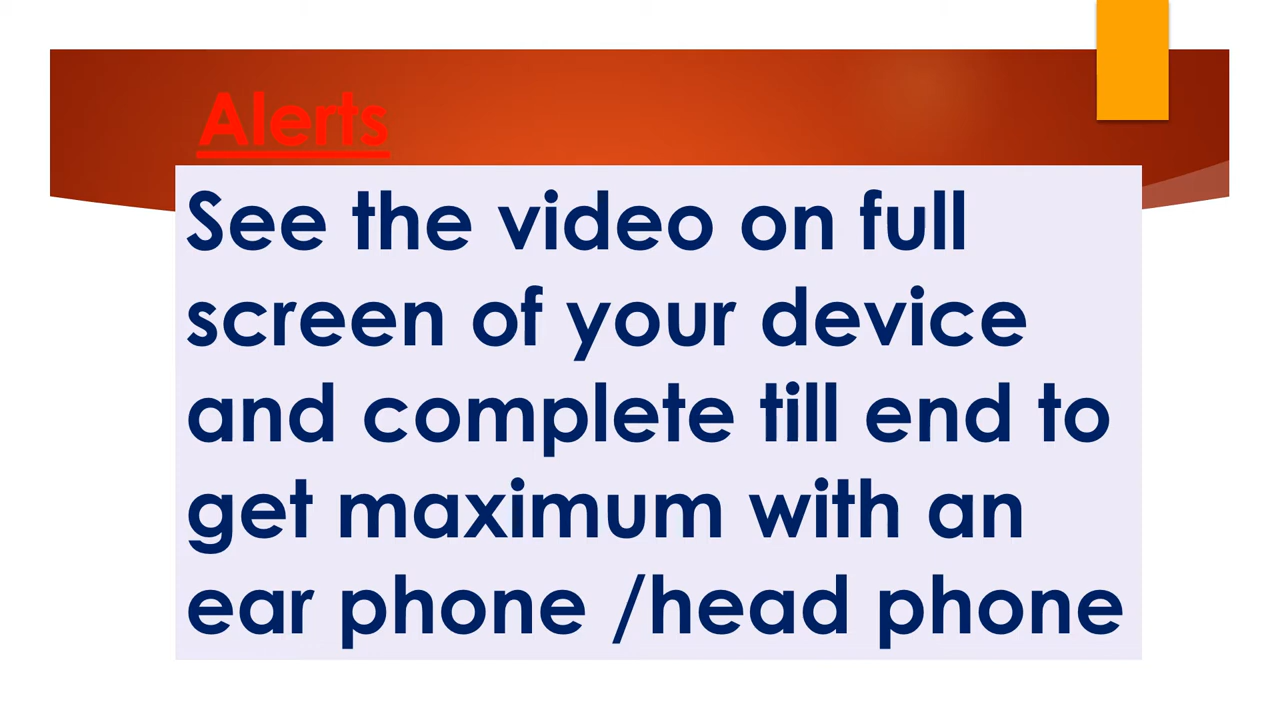 Alerts
See the video on full
screen of your device
and complete till end to
get maximum with an
ear phone /head phone